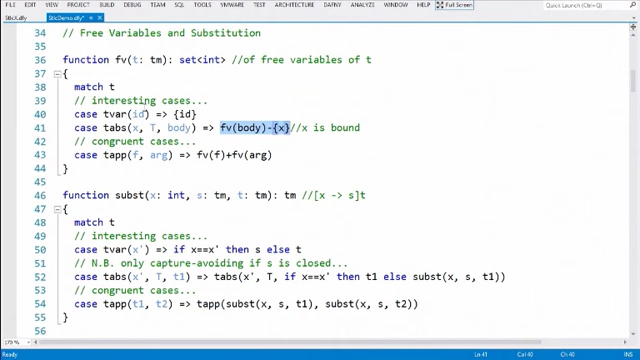 FILE EDIT VIEW PROJECT BUILD DEBUG TEAM SQL TOOLS VMWARE TEST ARCHITECTURE DAFNY ANALYZE WINDOW HELP Full Screen Quick Launch (Ctrl+Q)
StlcX.dfy StlcDemo.dfy*
34 // Free Variables and Substitution
35
36 function fv(t: tm): set<int> //of free variables of t
37 {
38 match t
39 // interesting cases...
40 case tvar(id) => {id}
41 case tabs(x, T, body) => fv(body)-{x}//x is bound
42 // congruent cases...
43 case tapp(f, arg) => fv(f)+fv(arg)
44 }
45
46 function subst(x: int, s: tm, t: tm): tm //[x -> s]t
47 {
48 match t
49 // interesting cases...
50 case tvar(x') => if x==x' then s else t
51 // N.B. only capture-avoiding if s is closed...
52 case tabs(x', T, t1) => tabs(x', T, if x==x' then t1 else subst(x, s, t1))
53 // congruent cases...
54 case tapp(t1, t2) => tapp(subst(x, s, t1), subst(x, s, t2))
55 }
56
Ready Ln 41 Col 40 Ch 40 INS